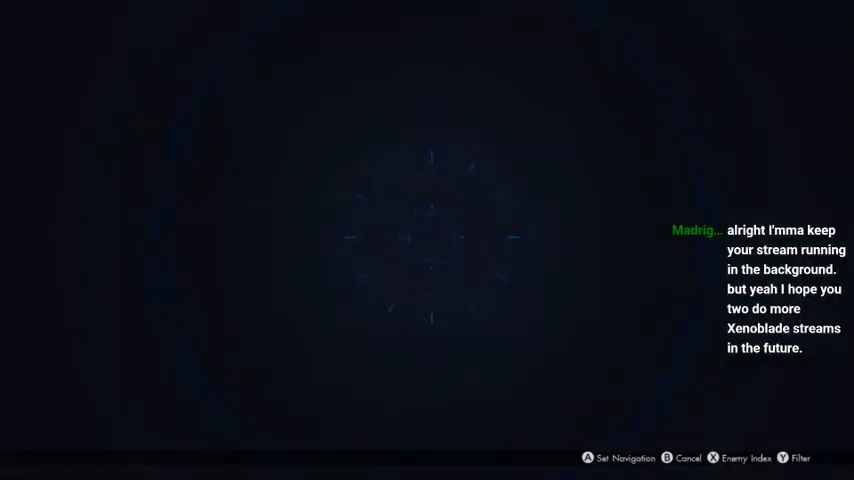 Madrig... alright I'mma keep
your stream running
in the background.
but yeah I hope you
two do more
Xenoblade streams
in the future.
A Set Navigation B Cancel X Enemy Index Y Filter